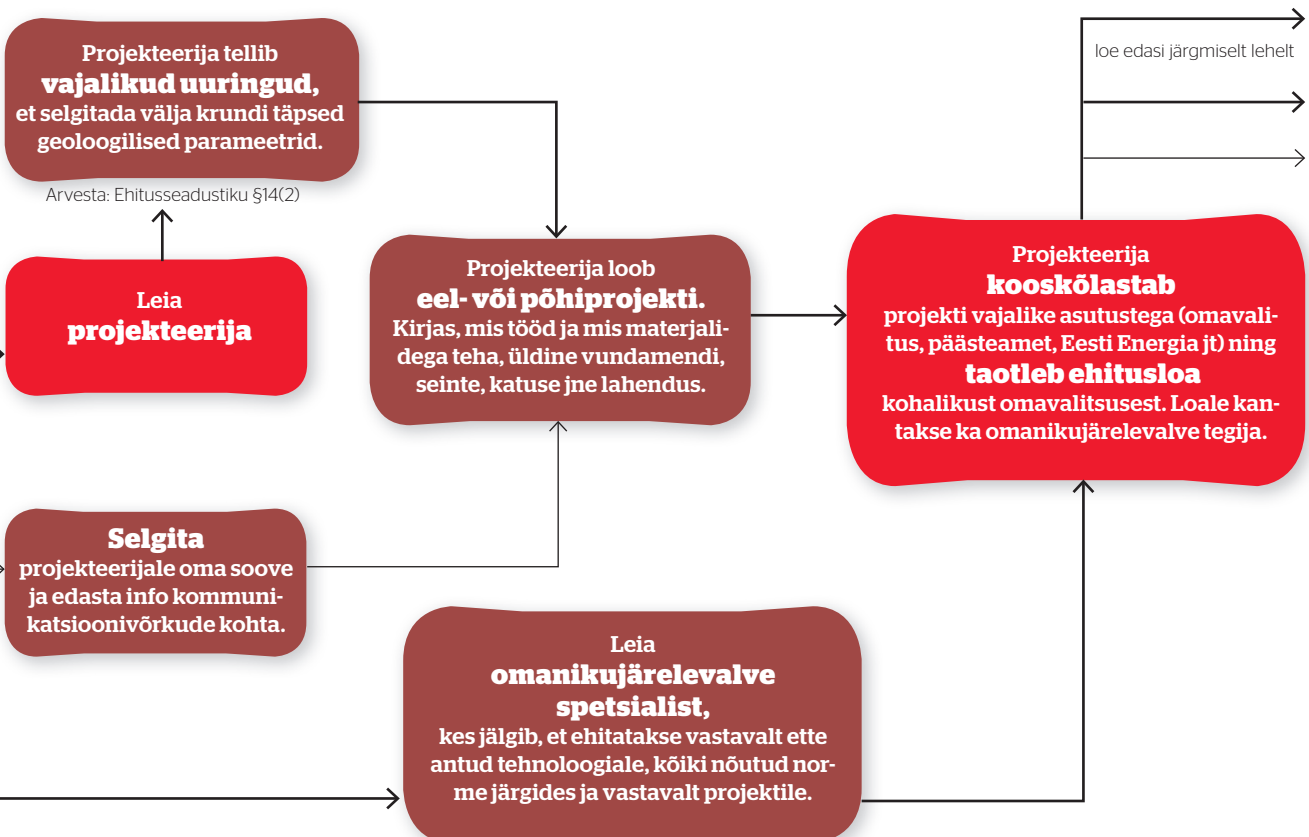 Projekteerija tellib
vajalikud uuringud,
et selgitada välja krundi täpsed
geoloogilised parameetrid.
Arvesta: Ehitusseadustiku §14(2)
Leia
projekteerija
Selgita
projekteerijale oma soove
ja edasta info kommuni-
katsioonivõrkude kohta.
Projekteerija loob
eel- või põhiprojekti.
Kirjas, mis tööd ja mis materjali-
dega teha, üldine vundamendi,
seinte, katuse jne lahendus.
Leia
omanikujärelevalve
spetsialist,
kes jälgib, et ehitatakse vastavalt ette
antud tehnoloogiale, kõiki nõutud nor-
me järgides ja vastavalt projektile.
Projekteerija
kooskõlastab
projekti vajalike asutustega (omavali-
tus, päästeamet, Eesti Energia jt) ning
taotleb ehitusloa
kohalikust omavalitsusest. Loale kan-
takse ka omanikujärelevalve tegija.
loe edasi järgmiselt lehelt